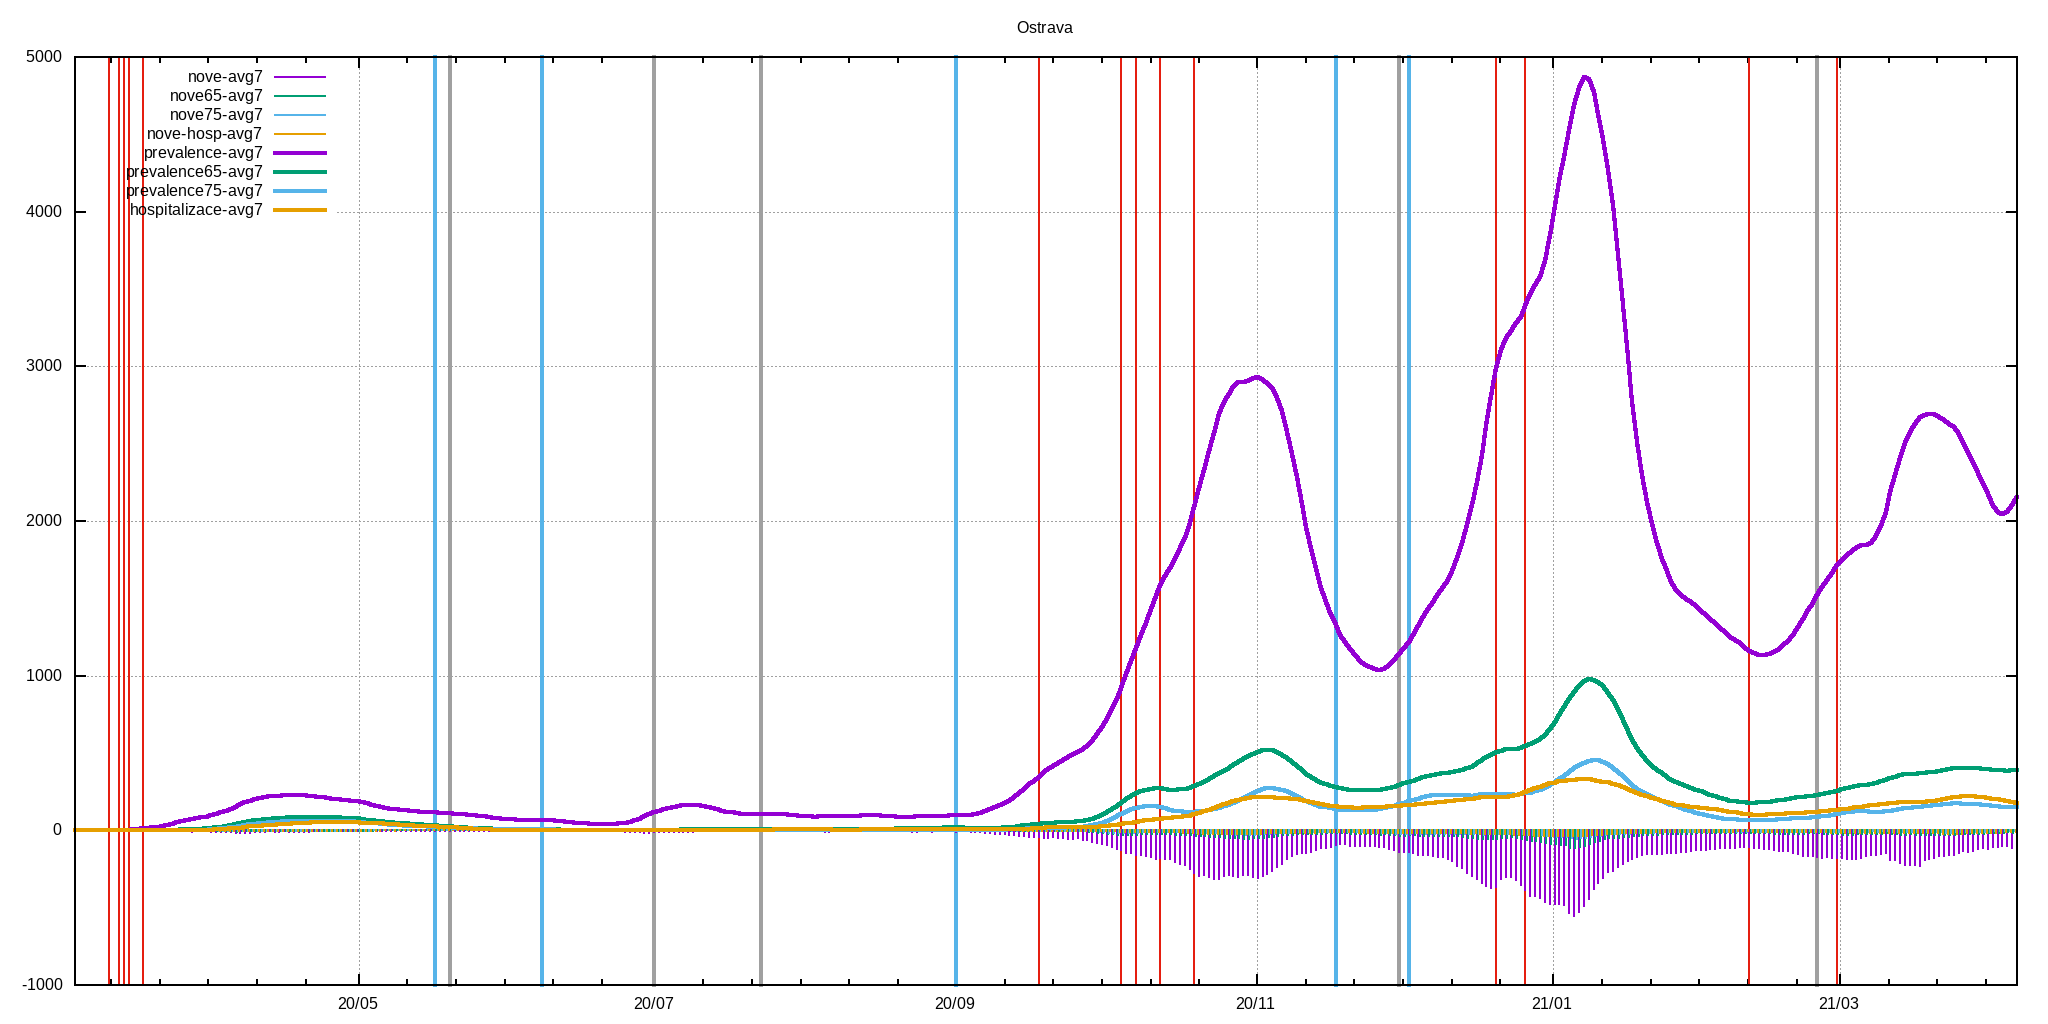 Ostrava
5000
nove-avg7
nove65-avg7
nove75-avg7
nove-hosp-avg7
prevalence-avg7
prevalence65-avg7
prevalence75-avg7
hospitalizace-avg7
4000
3000
2000
1000
0
-1000
20/05 20/07 20/09 20/11 21/01 21/03